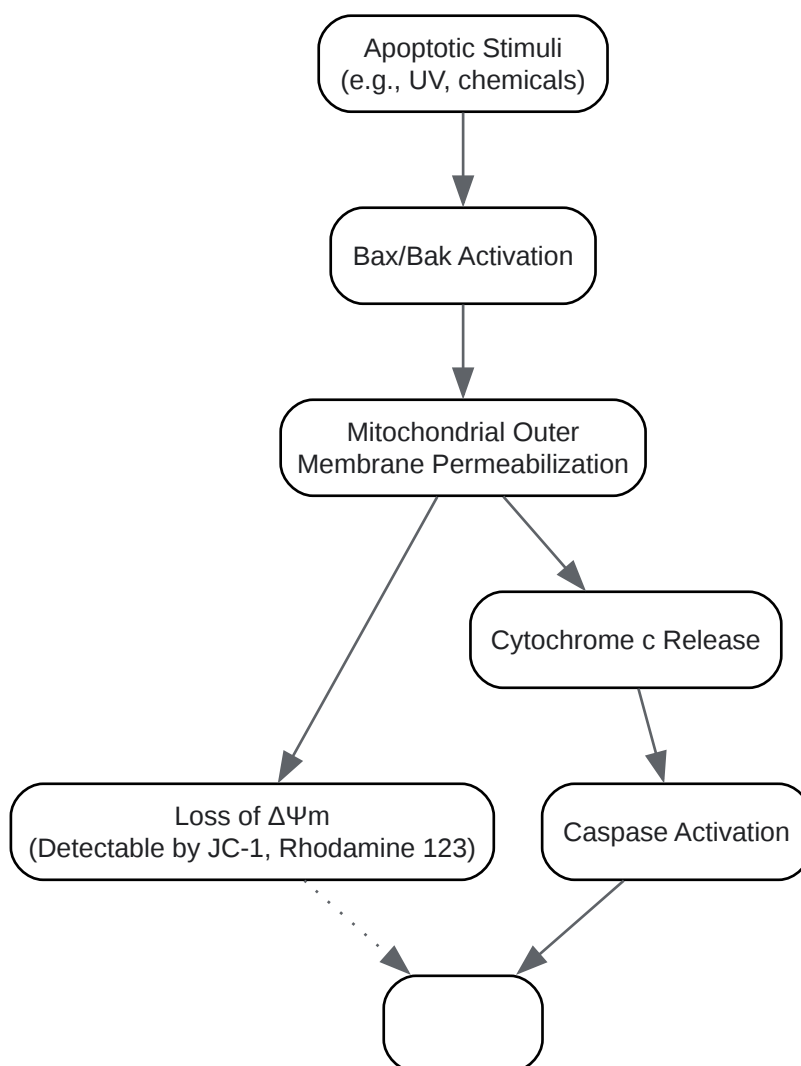 Apoptotic Stimuli
(e.g., UV, chemicals)
Bax/Bak Activation
Mitochondrial Outer
Membrane Permeabilization
Cytochrome c Release
Loss of ΔΨm
(Detectable by JC-1, Rhodamine 123)
Caspase Activation